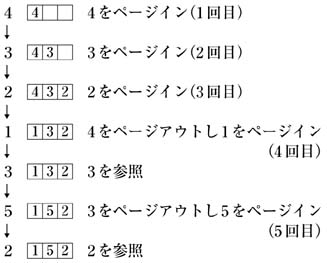 4 4 4をページイン(1回目)
↓
3 4 3 3をページイン(2回目)
↓
2 4 3 2 2をページイン(3回目)
↓
1 1 3 2 4をページアウトし1をページイン
↓ (4回目)
3 1 3 2 3を参照
↓
5 1 5 2 3をページアウトし5をページイン
↓ (5回目)
2 1 5 2 2を参照